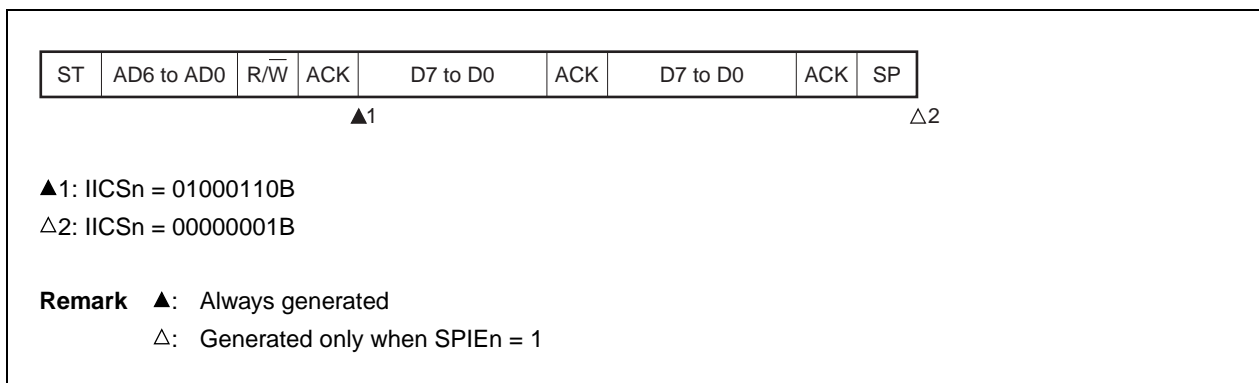 ST AD6 to AD0 R/W̅ ACK D7 to D0 ACK D7 to D0 ACK SP
▲1 △2
▲1: IICSn = 01000110B
△2: IICSn = 00000001B
Remark ▲: Always generated
△: Generated only when SPIEn = 1